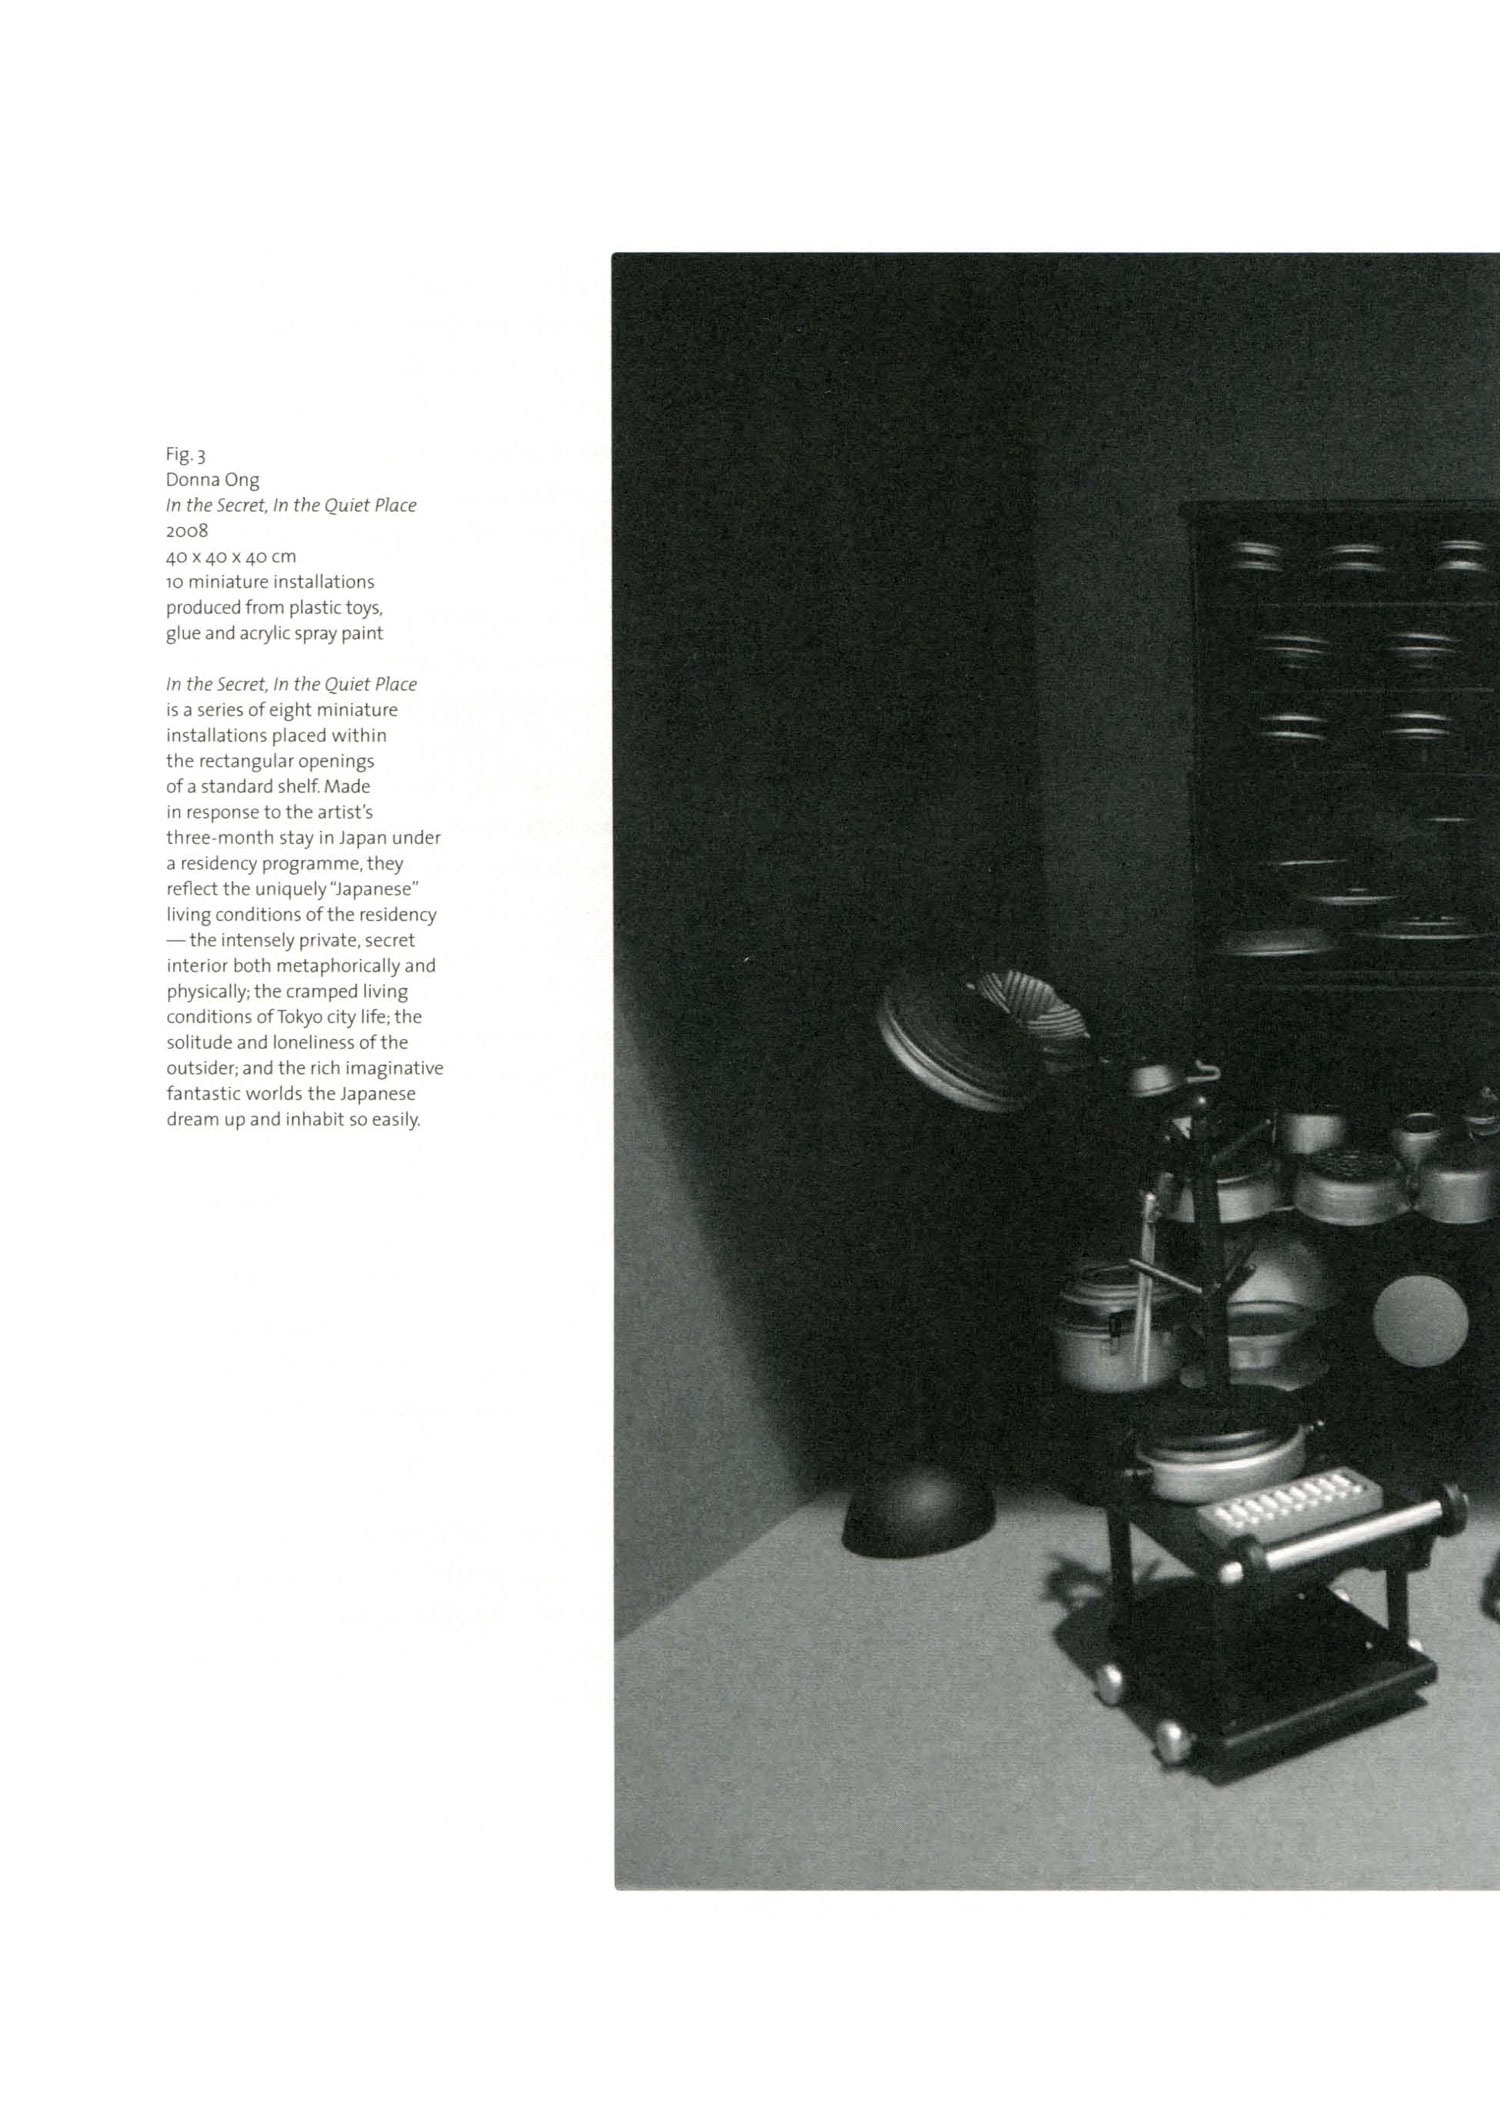 Fig. 3
Donna Ong
In the Secret, In the Quiet Place
2008
40 x 40 x 40 cm
10 miniature installations
produced from plastic toys,
glue and acrylic spray paint
In the Secret, In the Quiet Place
is a series of eight miniature
installations placed within
the rectangular openings
of a standard shelf. Made
in response to the artist’s
three-month stay in Japan under
a residency programme, they
reflect the uniquely “Japanese”
living conditions of the residency
— the intensely private, secret
interior both metaphorically and
physically; the cramped living
conditions of Tokyo city life; the
solitude and loneliness of the
outsider; and the rich imaginative
fantastic worlds the Japanese
dream up and inhabit so easily.